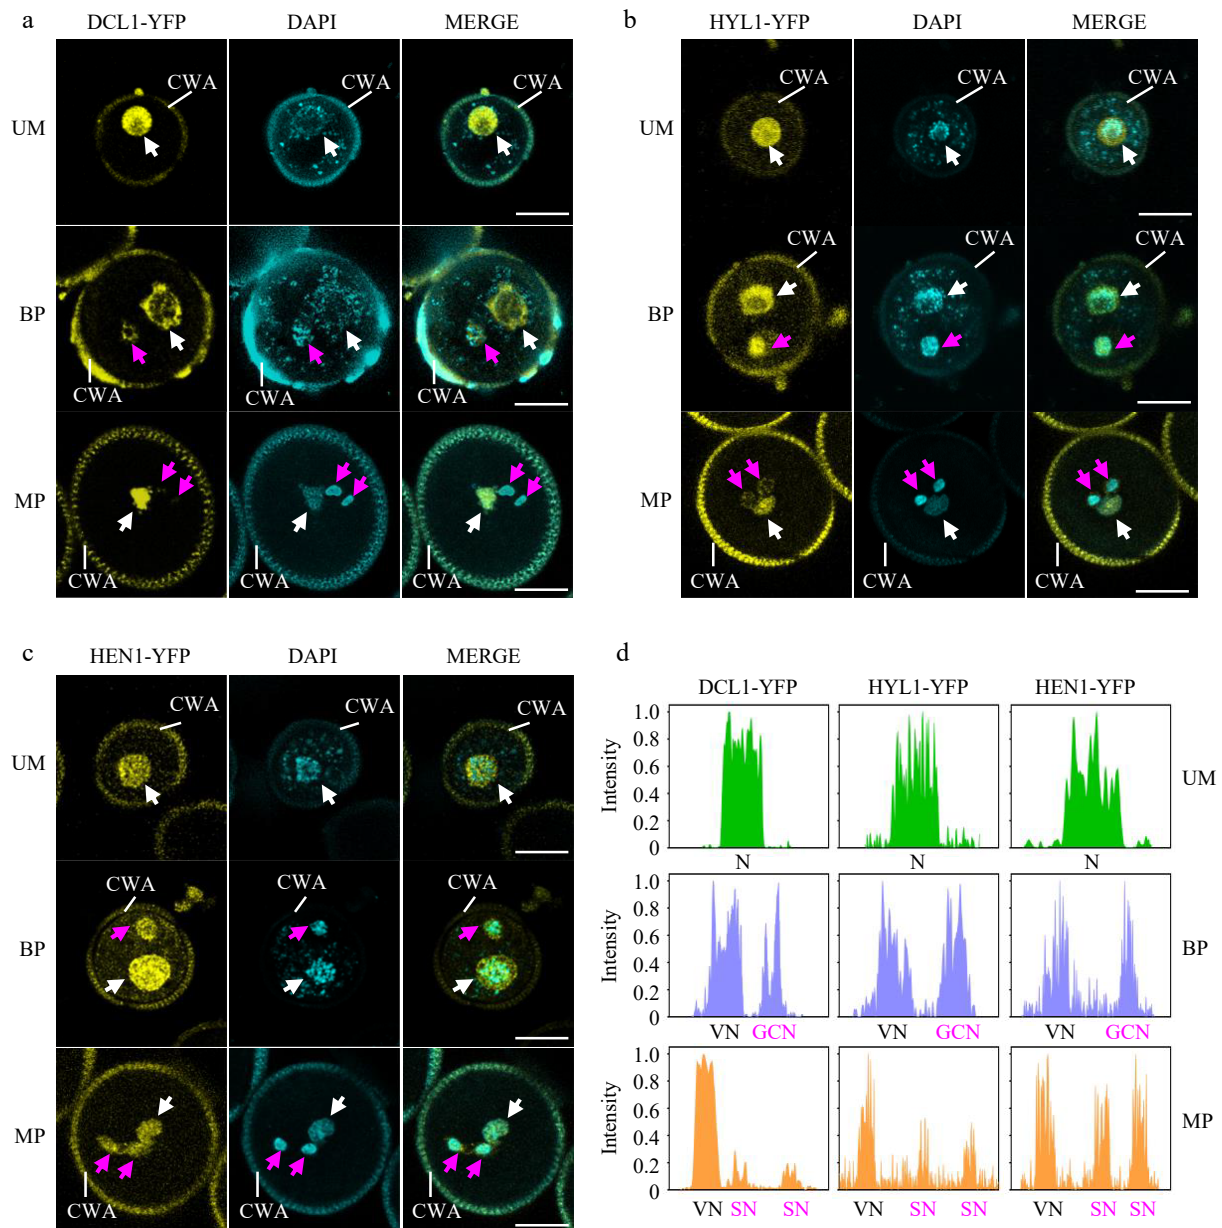 a
DCL1-YFP DAPI MERGE
UM
CWA CWA
BP
CWA CWA
MP
CWA CWA
b
HYL1-YFP DAPI MERGE
UM
CWA CWA CWA
BP
CWA CWA CWA
MP
CWA CWA CWA
c
HEN1-YFP DAPI MERGE
UM
CWA CWA CWA
BP
CWA CWA
MP
CWA CWA
d
DCL1-YFP HYL1-YFP HEN1-YFP
Intensity
1.0
0.8
0.6
0.4
0.2
0
UM
N N
Intensity
1.0
0.8
0.6
0.4
0.2
0
BP
VN GCN VN GCN VN GCN
Intensity
1.0
0.8
0.6
0.4
0.2
0
MP
VN SN SN VN SN SN VN SN SN